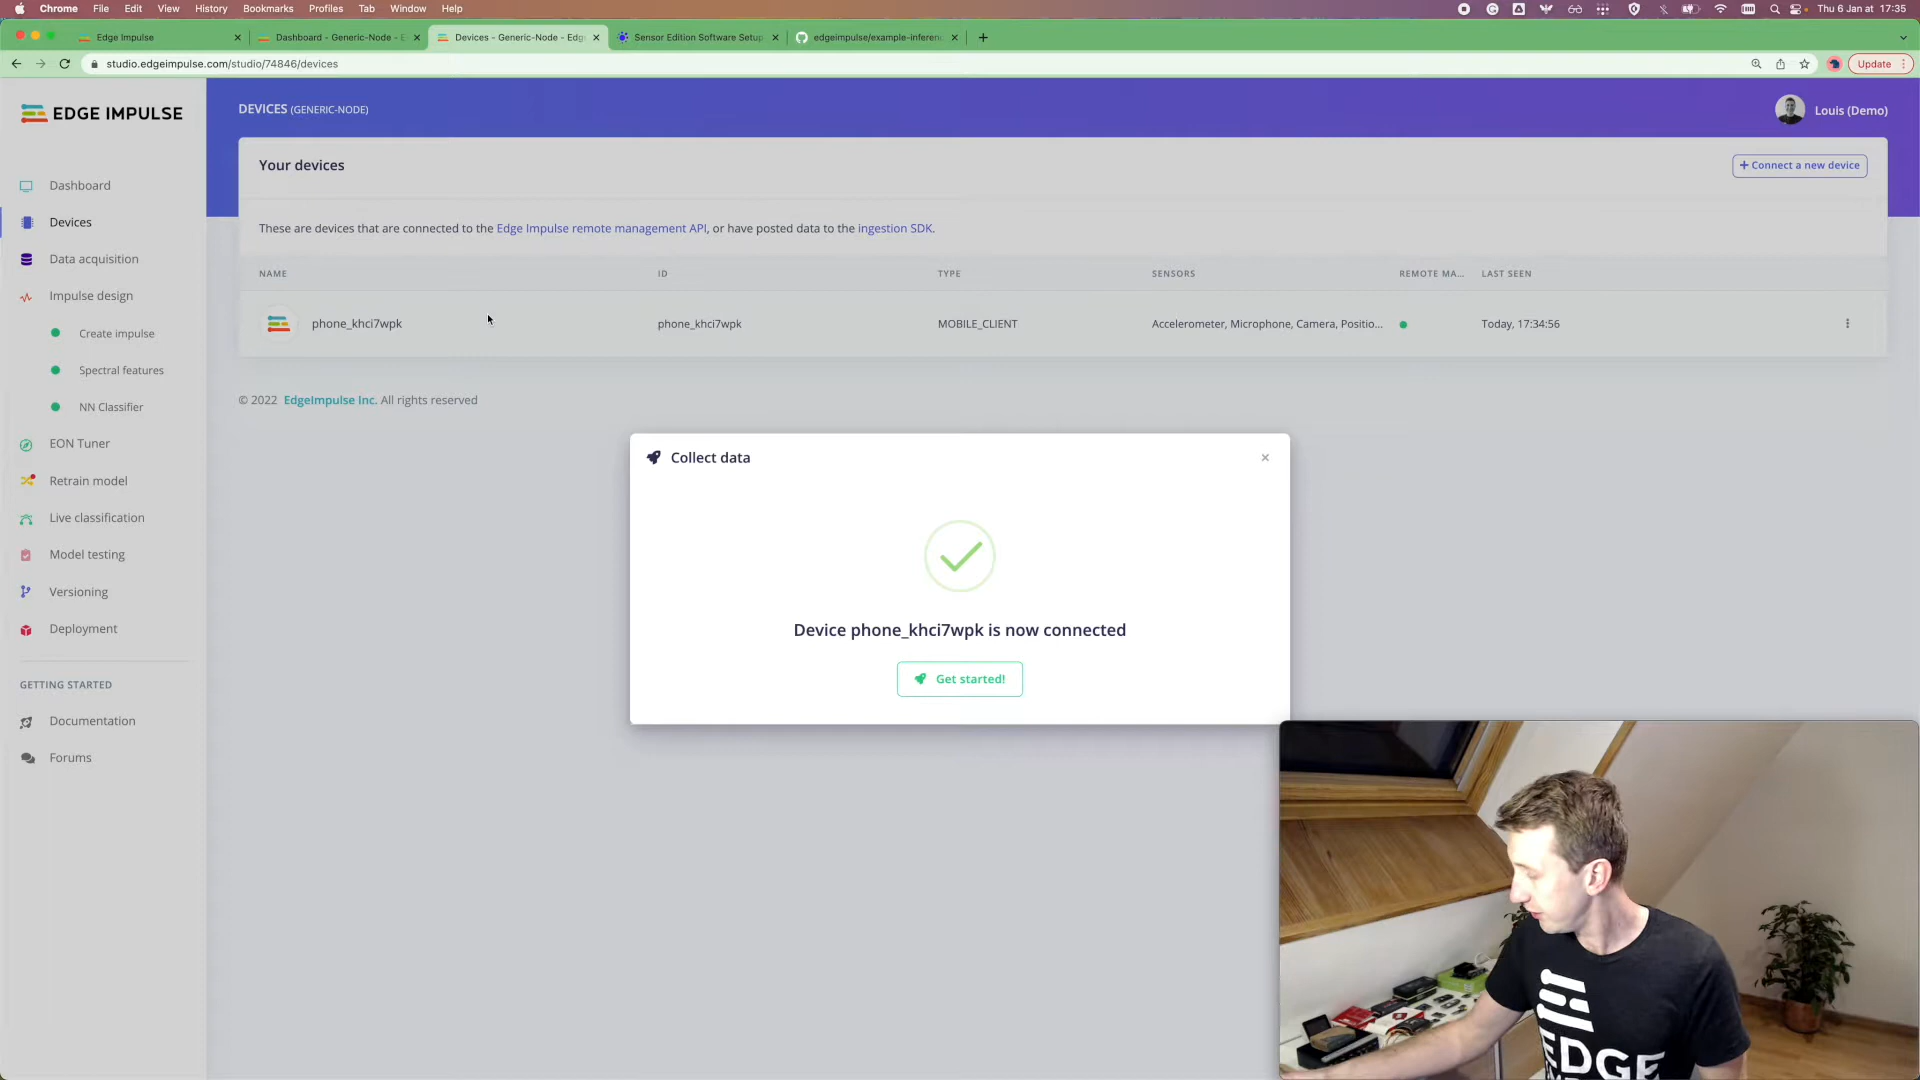 Chrome File Edit View History Bookmarks Profiles Tab Window Help Thu 6 Jan at 17:35
Edge Impulse Dashboard - Generic-Node - E Devices - Generic-Node - Edg Sensor Edition Software Setup edgeimpulse/example-inferen
studio.edgeimpulse.com/studio/74846/devices Update
EDGE IMPULSE
DEVICES (GENERIC-NODE)
Louis (Demo)
Your devices
+ Connect a new device
These are devices that are connected to the Edge Impulse remote management API, or have posted data to the ingestion SDK.
NAME ID TYPE SENSORS REMOTE MA... LAST SEEN
phone_khci7wpk phone_khci7wpk MOBILE_CLIENT Accelerometer, Microphone, Camera, Positio... Today, 17:34:56
© 2022 EdgeImpulse Inc. All rights reserved
Dashboard
Devices
Data acquisition
Impulse design
Create impulse
Spectral features
NN Classifier
EON Tuner
Retrain model
Live classification
Model testing
Versioning
Deployment
GETTING STARTED
Documentation
Forums
Collect data ×
Device phone_khci7wpk is now connected
Get started!
EDGE